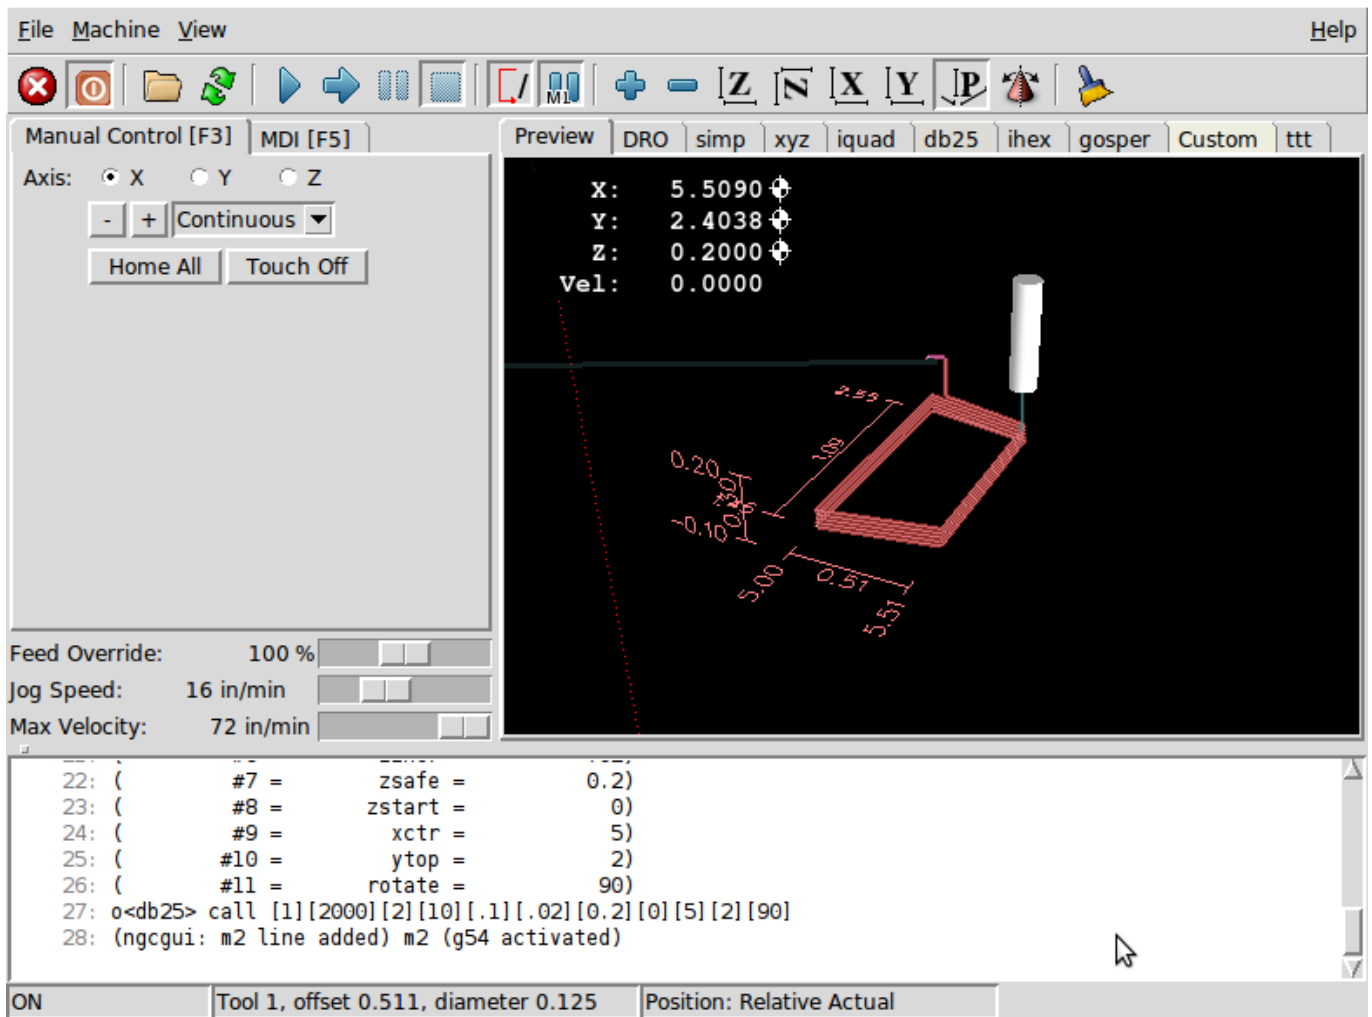 File Machine View Help
M1 Z N X Y P
Manual Control [F3] MDI [F5] Preview DRO simp xyz iquad db25 ihex gosper Custom ttt
Axis: X Y Z
- + Continuous
Home All Touch Off
X: 5.5090
Y: 2.4038
Z: 0.2000
Vel: 0.0000
2.59
0.20
-0.10
5.00
0.51
5.51
Feed Override: 100 %
Jog Speed: 16 in/min
Max Velocity: 72 in/min
22: ( #7 = zsafe = 0.2)
23: ( #8 = zstart = 0)
24: ( #9 = xctr = 5)
25: ( #10 = ytop = 2)
26: ( #11 = rotate = 90)
27: o<db25> call [1][2000][2][10][.1][.02][0.2][0][5][2][90]
28: (ngcgui: m2 line added) m2 (g54 activated)
ON Tool 1, offset 0.511, diameter 0.125 Position: Relative Actual